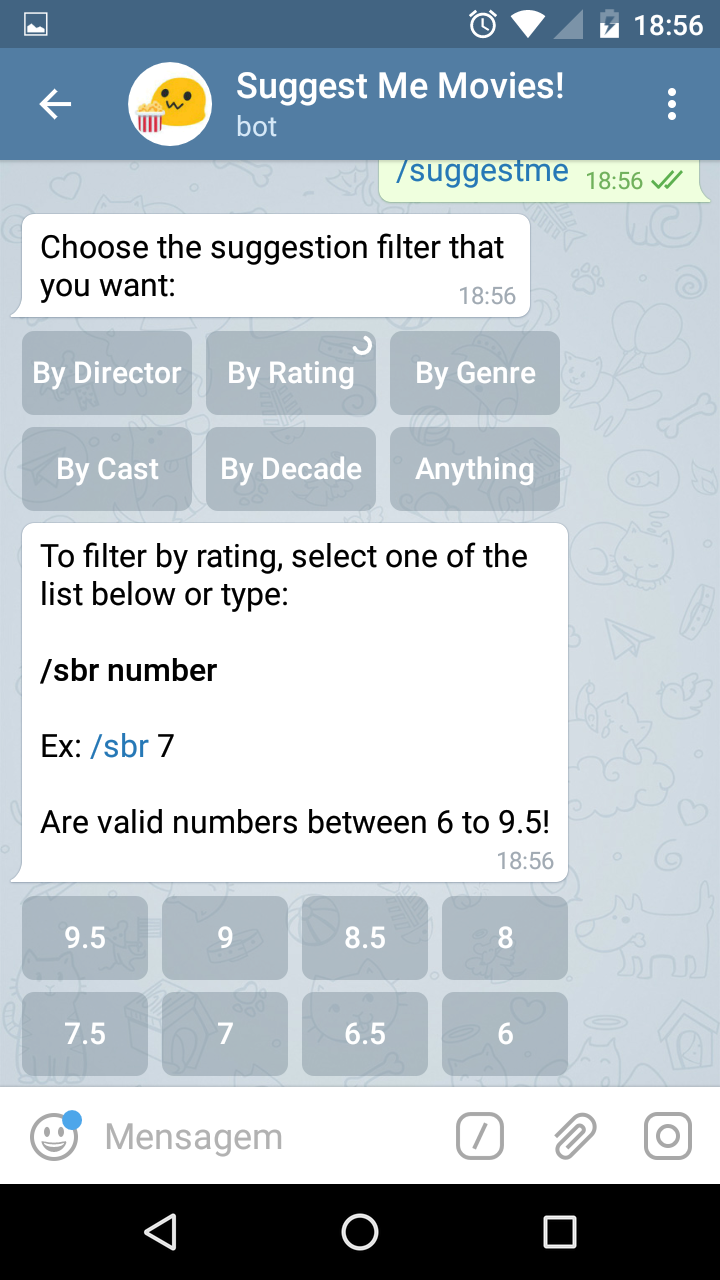 18:56
Suggest Me Movies!
bot
/suggestme 18:56
Choose the suggestion filter that
you want:
18:56
By Director By Rating By Genre
By Cast By Decade Anything
To filter by rating, select one of the
list below or type:
/sbr number
Ex: /sbr 7
Are valid numbers between 6 to 9.5!
18:56
9.5 9 8.5 8
7.5 7 6.5 6
Mensagem